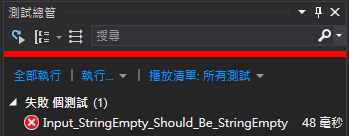 測試總管
搜尋
全部執行 | 執行... | 播放清單: 所有測試
失敗 個測試 (1)
Input_StringEmpty_Should_Be_StringEmpty 48 毫秒